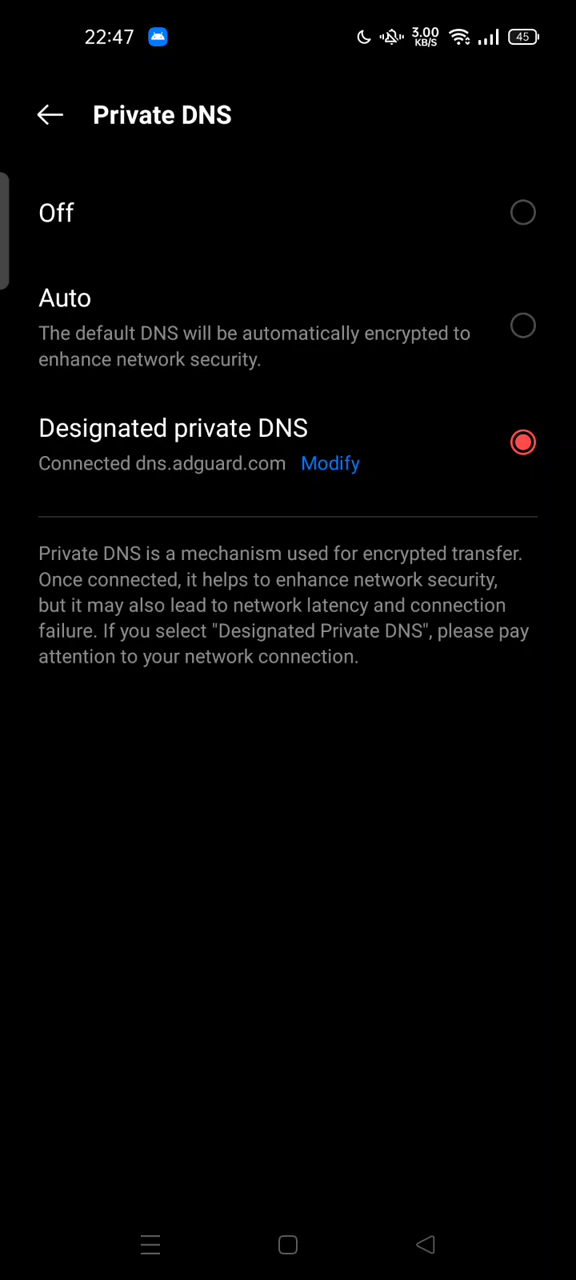 22:47 3.00 KB/S 45
Private DNS
Off
Auto
The default DNS will be automatically encrypted to
enhance network security.
Designated private DNS
Connected dns.adguard.com Modify
Private DNS is a mechanism used for encrypted transfer.
Once connected, it helps to enhance network security,
but it may also lead to network latency and connection
failure. If you select "Designated Private DNS", please pay
attention to your network connection.